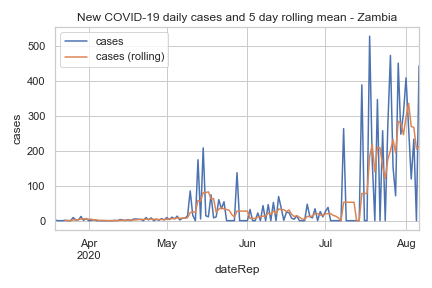 New COVID-19 daily cases and 5 day rolling mean - Zambia
cases
cases (rolling)
500
400
300
200
100
0
cases
Apr
2020
May
Jun
Jul
Aug
dateRep